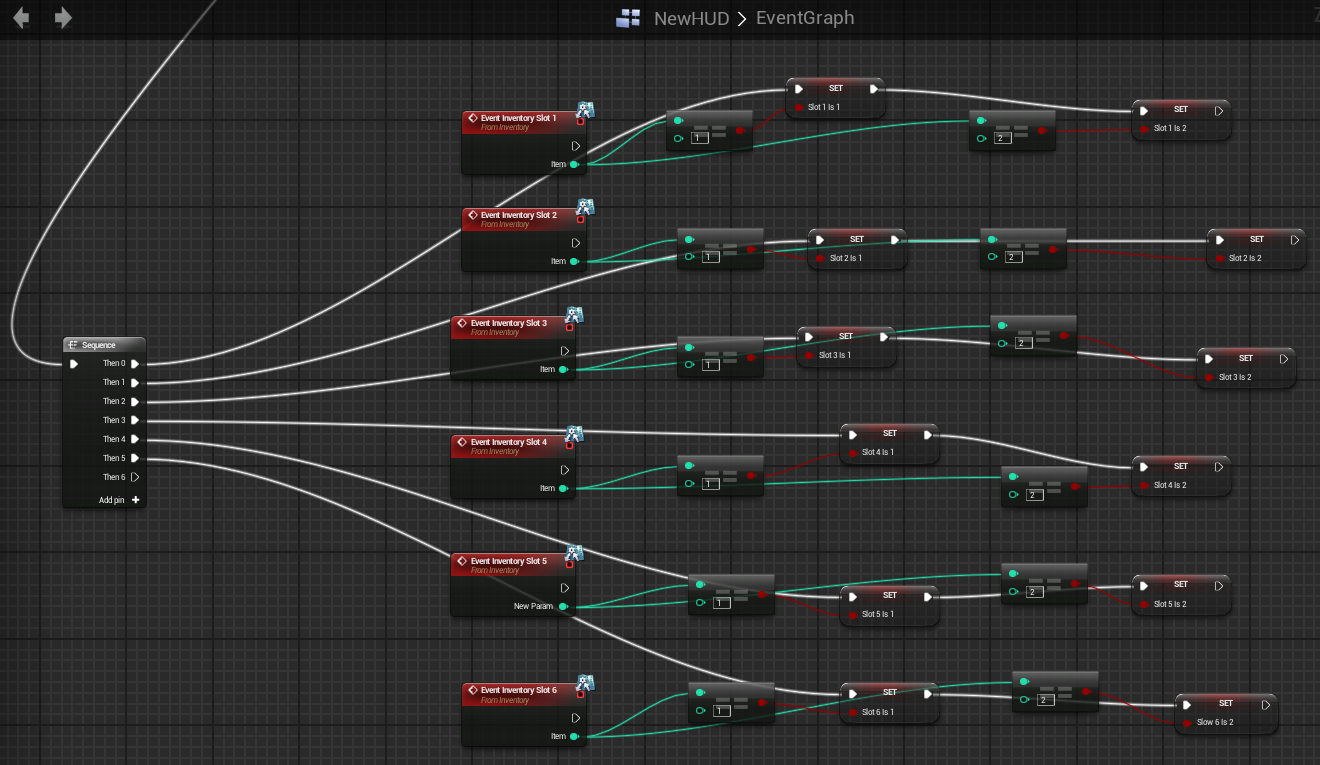 NewHUD > EventGraph
Event Inventory Slot 1
From Inventory
Item
1
SET
Slot 1 Is 1
2
SET
Slot 1 Is 2
Event Inventory Slot 2
From Inventory
Item
1
SET
Slot 2 Is 1
2
SET
Slot 2 Is 2
Event Inventory Slot 3
From Inventory
Item
1
SET
Slot 3 Is 1
2
SET
Slot 3 Is 2
Sequence
Then 0
Then 1
Then 2
Then 3
Then 4
Then 5
Then 6
Add pin +
Event Inventory Slot 4
From Inventory
Item
1
SET
Slot 4 Is 1
2
SET
Slot 4 Is 2
Event Inventory Slot 5
From Inventory
New Param
1
SET
Slot 5 Is 1
2
SET
Slot 5 Is 2
Event Inventory Slot 6
From Inventory
Item
1
SET
Slot 6 Is 1
2
SET
Slow 6 Is 2